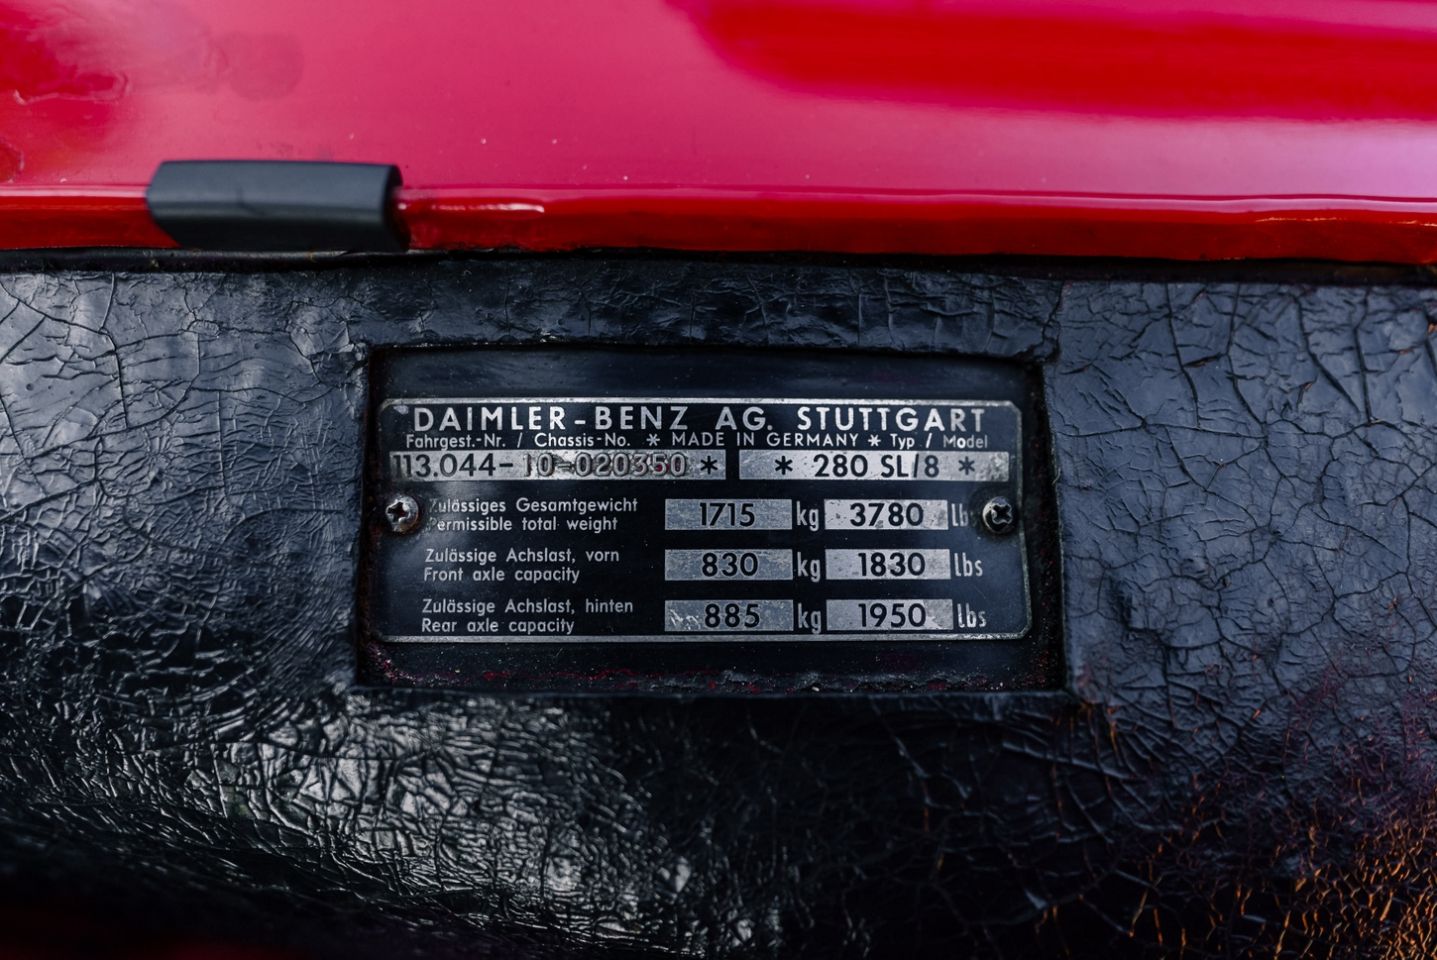 DAIMLER-BENZ AG. STUTTGART
Fahrgest.-Nr. / Chassis-No. * MADE IN GERMANY * Typ / Model
113.044-10-020350 * * 280 SL/8 *
Zulässiges Gesamtgewicht
Permissible total weight 1715 kg 3780 lb
Zulässige Achslast, vorn
Front axle capacity 830 kg 1830 lbs
Zulässige Achslast, hinten
Rear axle capacity 885 kg 1950 lbs